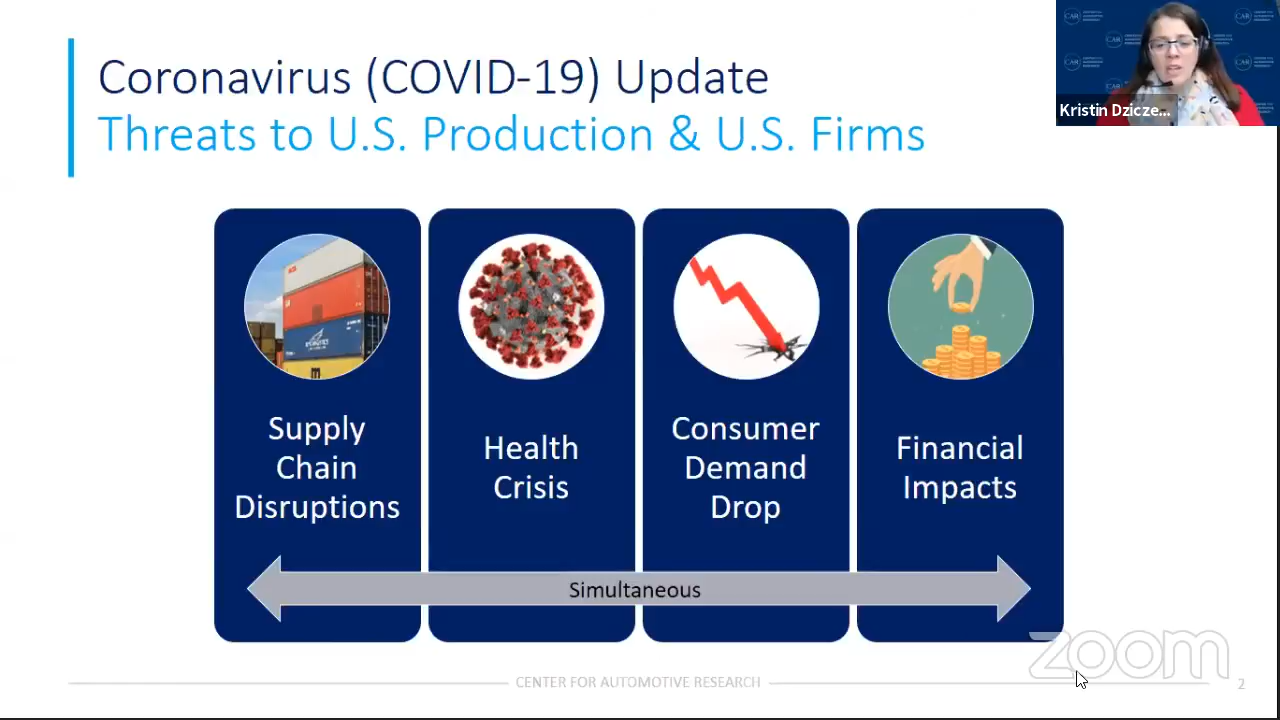 Coronavirus (COVID-19) Update
Threats to U.S. Production & U.S. Firms
Kristin Dzicze...
Supply
Chain
Disruptions
Health
Crisis
Consumer
Demand
Drop
Financial
Impacts
Simultaneous
zoom
CENTER FOR AUTOMOTIVE RESEARCH
2
CAR